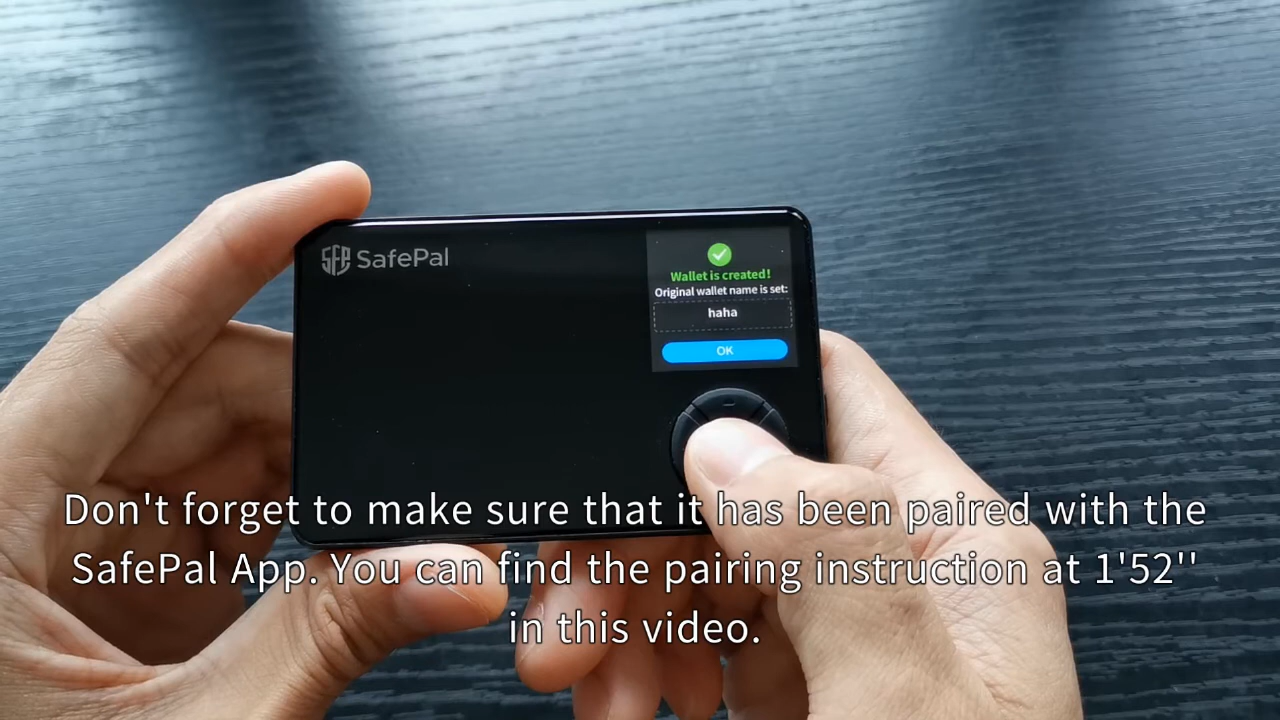 SFP SafePal
Wallet is created!
Original wallet name is set:
haha
OK
Don't forget to make sure that it has been paired with the
SafePal App. You can find the pairing instruction at 1'52''
in this video.